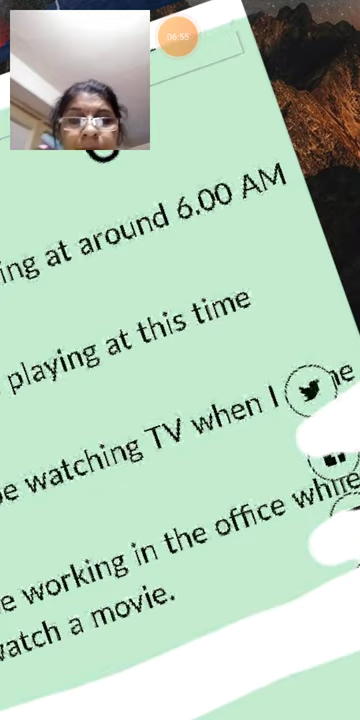 06:55
ing at around 6.00 AM
playing at this time
be watching TV when I
e working in the office
watch a movie.